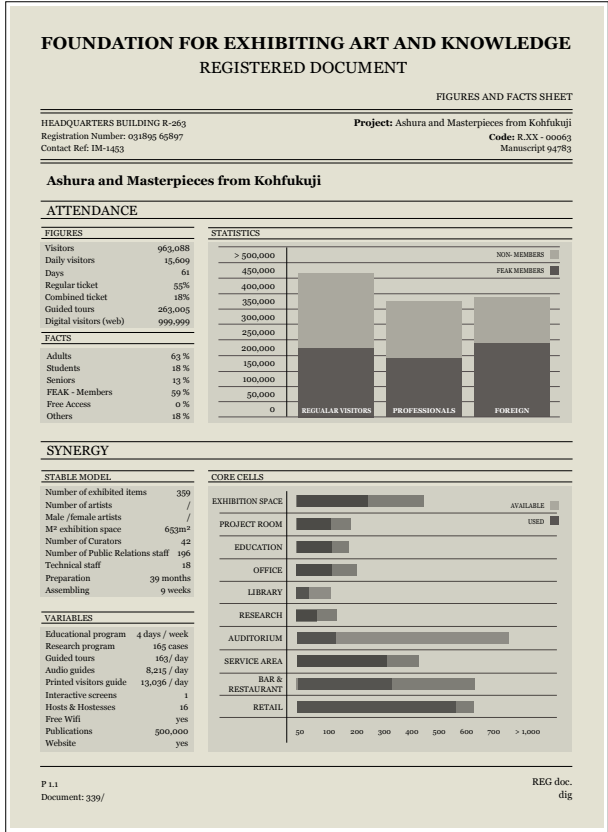 FOUNDATION FOR EXHIBITING ART AND KNOWLEDGE
REGISTERED DOCUMENT
FIGURES AND FACTS SHEET
HEADQUARTERS BUILDING R-263
Registration Number: 031895 65897
Contact Ref: IM-1453
Project: Ashura and Masterpieces from Kohfukuji
Code: R.XX - 00063
Manuscript 94783
Ashura and Masterpieces from Kohfukuji
ATTENDANCE
FIGURES
Visitors 963,088
Daily visitors 15,609
Days 61
Regular ticket 55%
Combined ticket 18%
Guided tours 263,005
Digital visitors (web) 999.999
FACTS
Adults 63 %
Students 18 %
Seniors 13 %
FEAK - Members 59 %
Free Access 0 %
Others 18 %
STATISTICS
> 500,000
450,000
400,000
350,000
300,000
250,000
200,000
150,000
100,000
50,000
0
NON- MEMBERS
FEAK MEMBERS
REGUALAR VISITORS PROFESSIONALS FOREIGN
SYNERGY
STABLE MODEL
Number of exhibited items 359
Number of artists /
Male /female artists /
M² exhibition space 653m²
Number of Curators 42
Number of Public Relations staff 196
Technical staff 18
Preparation 39 months
Assembling 9 weeks
VARIABLES
Educational program 4 days / week
Research program 165 cases
Guided tours 163/ day
Audio guides 8,215 / day
Printed visitors guide 13,036 / day
Interactive screens 1
Hosts & Hostesses 16
Free Wifi yes
Publications 500,000
Website yes
CORE CELLS
EXHIBITION SPACE
PROJECT ROOM
EDUCATION
OFFICE
LIBRARY
RESEARCH
AUDITORIUM
SERVICE AREA
BAR &
RESTAURANT
RETAIL
AVAILABLE
USED
50 100 200 300 400 500 600 700 > 1,000
P 1.1
Document: 339/
REG doc.
dig